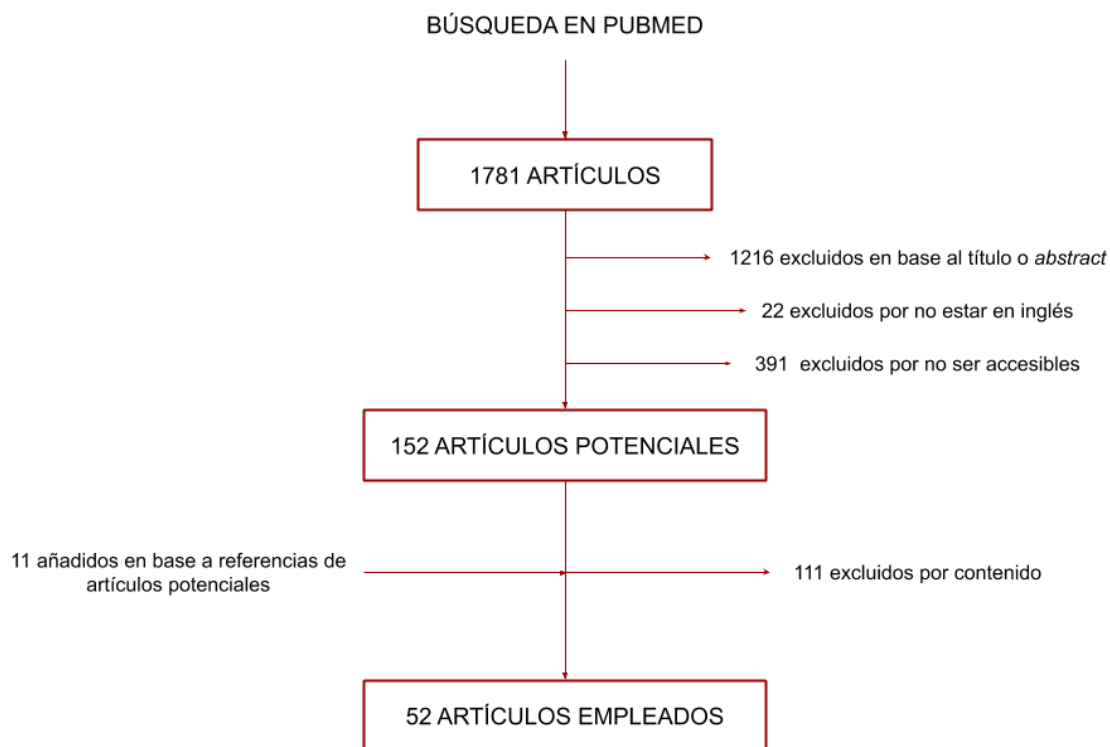 BÚSQUEDA EN PUBMED
1781 ARTÍCULOS
1216 excluidos en base al título o abstract
22 excluidos por no estar en inglés
391 excluidos por no ser accesibles
152 ARTÍCULOS POTENCIALES
11 añadidos en base a referencias de
artículos potenciales
111 excluidos por contenido
52 ARTÍCULOS EMPLEADOS